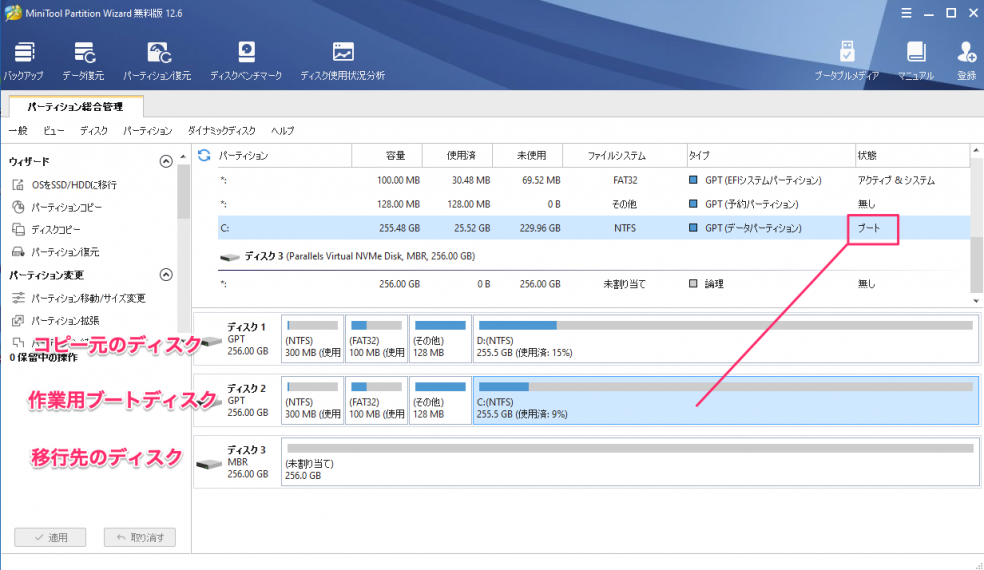 MiniTool Partition Wizard 無料版 12.6
バックアップ データ復元 パーティション復元 ディスクベンチマーク ディスク使用状況分析 ブータブルメディア マニュアル 登録
パーティション総合管理
一般 ビュー ディスク パーティション ダイナミックディスク ヘルプ
ウィザード
OSをSSD/HDDに移行
パーティションコピー
ディスクコピー
パーティション復元
パーティション変更
パーティション移動/サイズ変更
パーティション拡張
0 保留中の操作
コピー元のディスク
作業用ブートディスク
移行先のディスク
適用 取り消す
パーティション 容量 使用済 未使用 ファイルシステム タイプ 状態
*: 100.00 MB 30.48 MB 69.52 MB FAT32 GPT (EFIシステムパーティション) アクティブ & システム
*: 128.00 MB 128.00 MB 0 B その他 GPT (予約パーティション) 無し
C: 255.48 GB 25.52 GB 229.96 GB NTFS GPT (データパーティション) ブート
ディスク 3 (Parallels Virtual NVMe Disk, MBR, 256.00 GB)
*: 256.00 GB 0 B 256.00 GB 未割り当て 論理 無し
ディスク 1
GPT
256.00 GB
(NTFS)
300 MB (使用
(FAT32)
100 MB (使用
(その他)
128 MB
D:(NTFS)
255.5 GB (使用済: 15%)
ディスク 2
GPT
256.00 GB
(NTFS)
300 MB (使用
(FAT32)
100 MB (使用
(その他)
128 MB
C:(NTFS)
255.5 GB (使用済: 9%)
ディスク 3
MBR
256.00 GB
(未割り当て)
256.0 GB